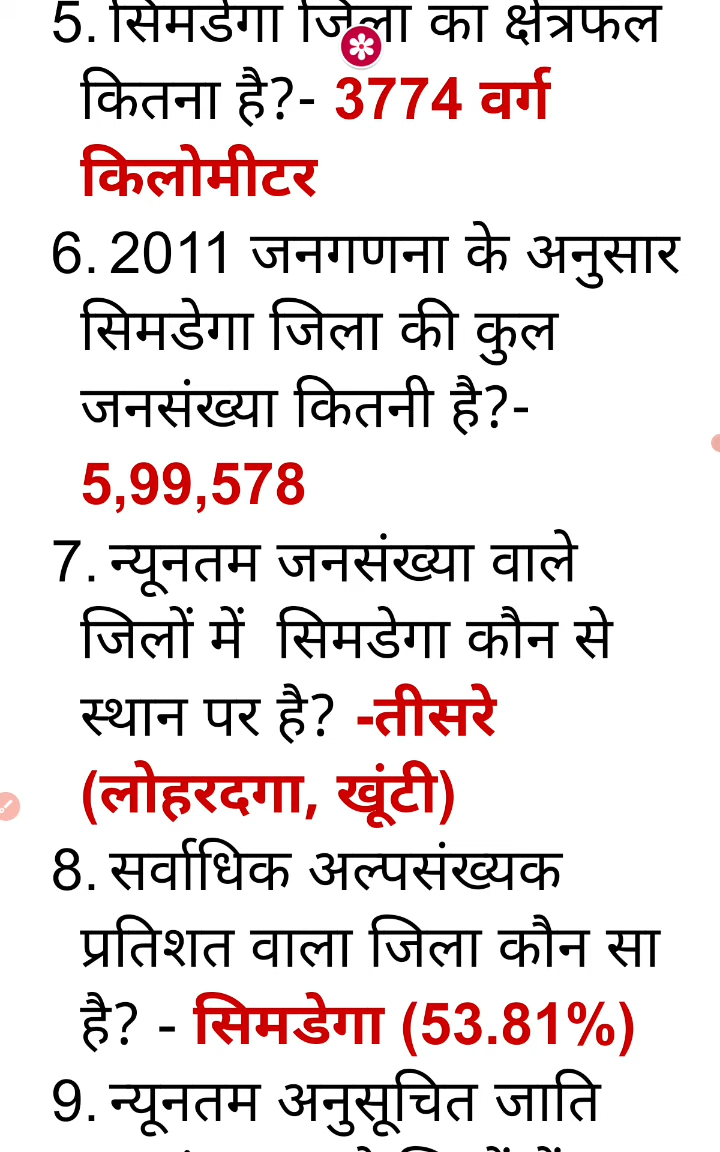 5. सिमडेगा जिला का क्षेत्रफल
कितना है?- 3774 वर्ग
किलोमीटर
6. 2011 जनगणना के अनुसार
सिमडेगा जिला की कुल
जनसंख्या कितनी है?-
5,99,578
7. न्यूनतम जनसंख्या वाले
जिलों में सिमडेगा कौन से
स्थान पर है? -तीसरे
(लोहरदगा, खूंटी)
8. सर्वाधिक अल्पसंख्यक
प्रतिशत वाला जिला कौन सा
है? - सिमडेगा (53.81%)
9. न्यूनतम अनुसूचित जाति